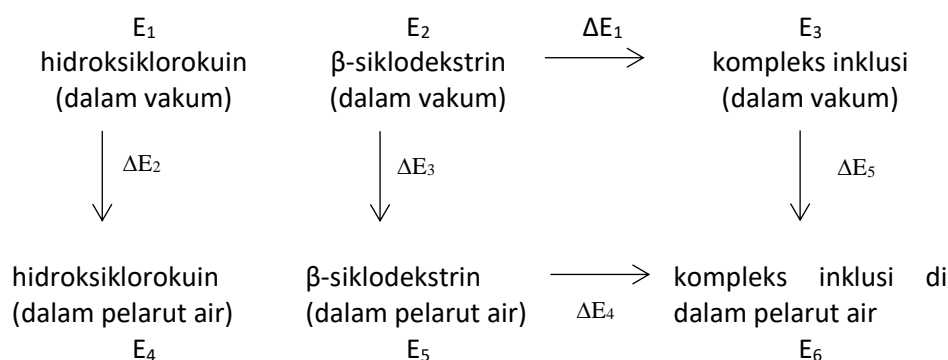 E₁ E₂ ΔE₁ E₃
hidroksiklorokuin β-siklodekstrin kompleks inklusi
(dalam vakum) (dalam vakum) (dalam vakum)
ΔE₂ ΔE₃ ΔE₅
hidroksiklorokuin β-siklodekstrin kompleks inklusi di
(dalam pelarut air) (dalam pelarut air) ΔE₄ dalam pelarut air
E₄ E₅ E₆